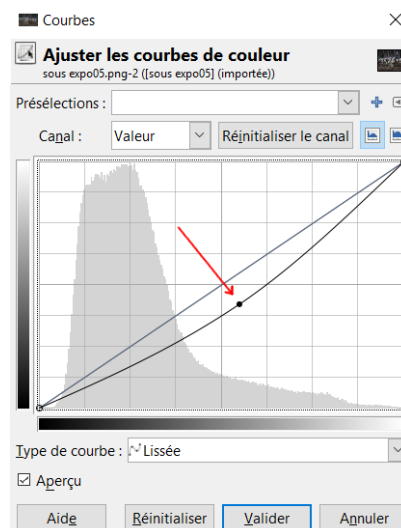 Courbes
Ajuster les courbes de couleur
sous expo05.png-2 ([sous expo05] (importée))
Présélections :
Canal : Valeur Réinitialiser le canal
Type de courbe : Lissée
Aperçu
Aide Réinitialiser Valider Annuler